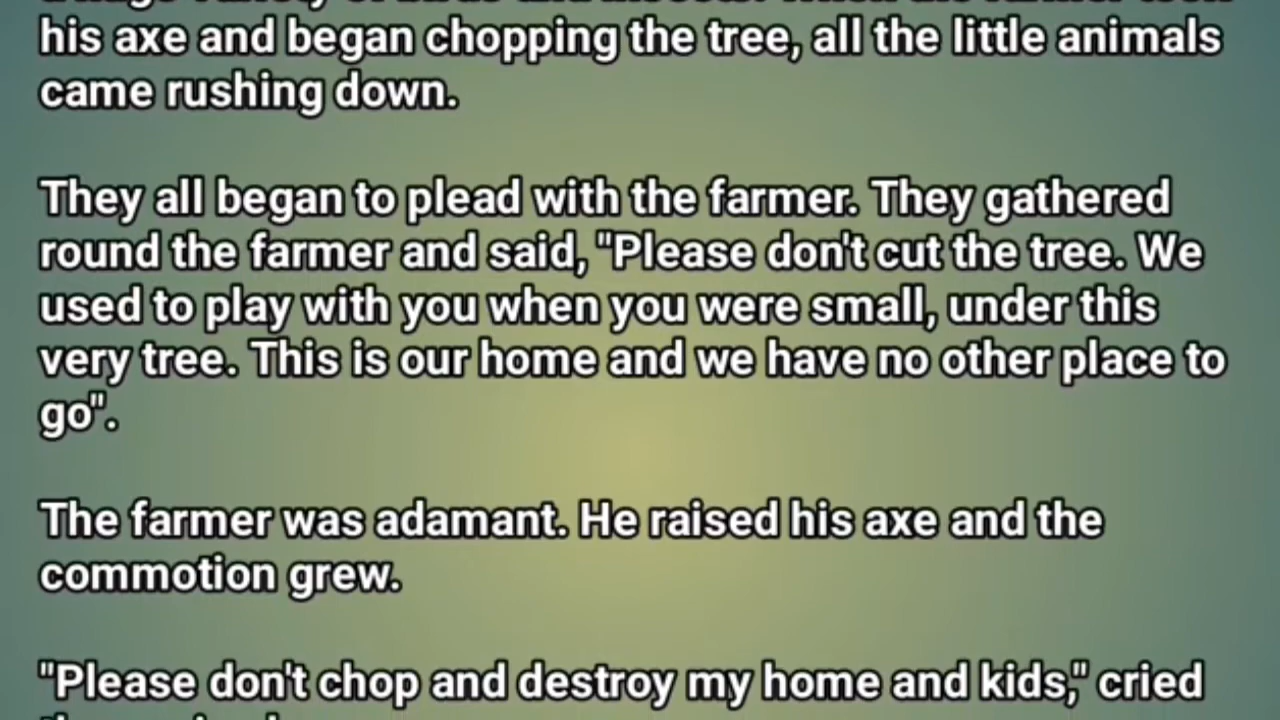 his axe and began chopping the tree, all the little animals
came rushing down.
They all began to plead with the farmer. They gathered
round the farmer and said, "Please don't cut the tree. We
used to play with you when you were small, under this
very tree. This is our home and we have no other place to
go".
The farmer was adamant. He raised his axe and the
commotion grew.
"Please don't chop and destroy my home and kids," cried